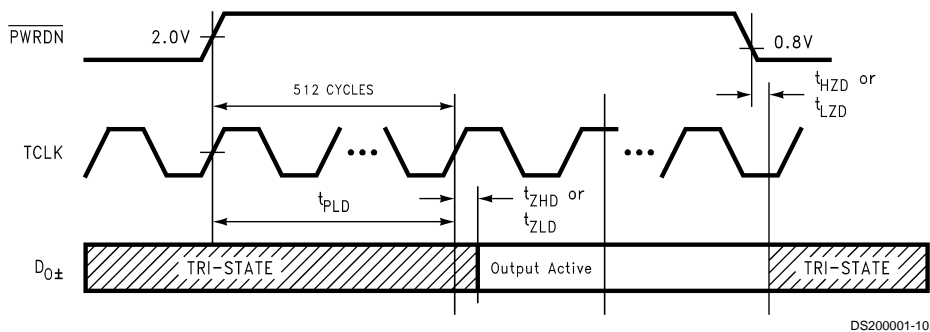 PWRDN
2.0V
0.8V
tHZD or
tLZD
512 CYCLES
TCLK
tPLD
tZHD or
tZLD
DO±
TRI-STATE
Output Active
TRI-STATE
DS200001-10